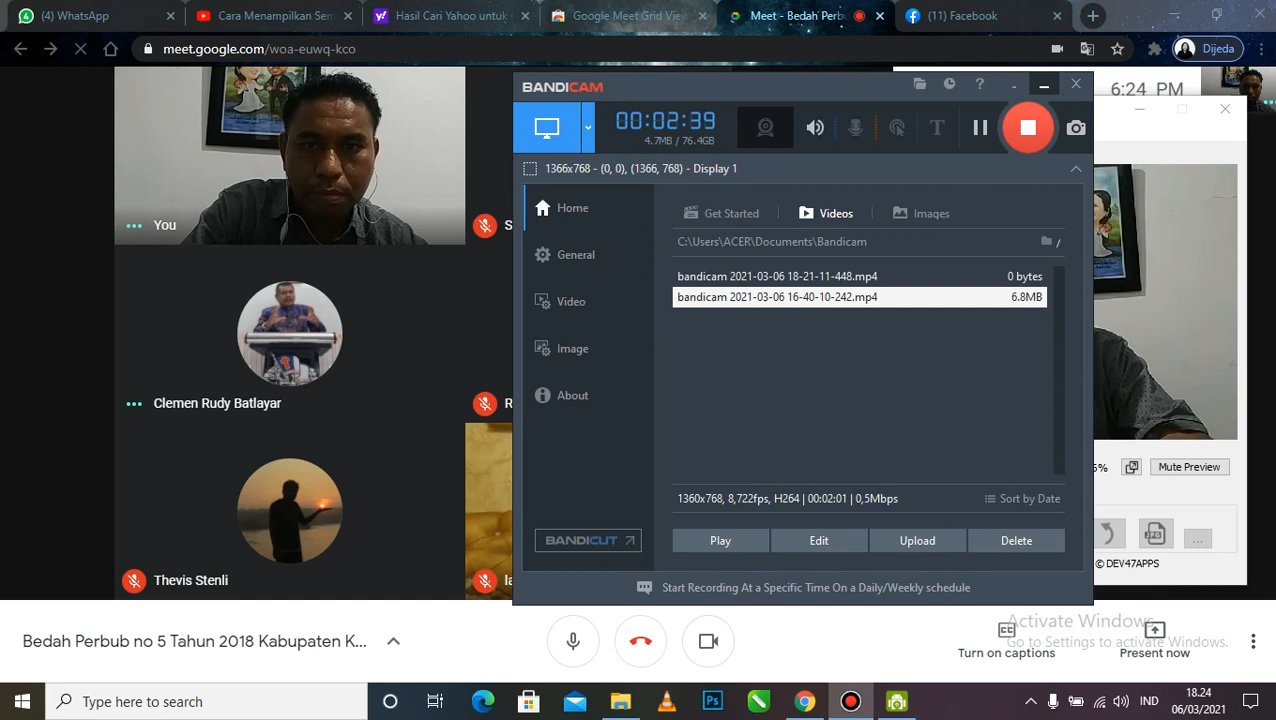 (4) WhatsApp
Cara Menampilkan Sem
Hasil Cari Yahoo untuk
Google Meet Grid View
Meet - Bedah Perbu
(11) Facebook
meet.google.com/woa-euwq-kco
Dijeda
6:24 PM
BANDICAM
00:02:39
4.7MB / 76.4GB
1366x768 - (0, 0), (1366, 768) - Display 1
Home
General
Video
Image
About
BANDICUT
Get Started
Videos
Images
C:\Users\ACER\Documents\Bandicam
/
bandicam 2021-03-06 18-21-11-448.mp4 0 bytes
bandicam 2021-03-06 16-40-10-242.mp4 6.8MB
1360x768, 8,722fps, H264 | 00:02:01 | 0,5Mbps
Sort by Date
Play
Edit
Upload
Delete
Start Recording At a Specific Time On a Daily/Weekly schedule
You
S
Clemen Rudy Batlayar
R
Thevis Stenli
Mute Preview
JPG
...
© DEV47APPS
Bedah Perbub no 5 Tahun 2018 Kabupaten K...
Turn on captions
Present now
Activate Windows
Go to Settings to activate Windows.
Type here to search
Ps
IND
18.24
06/03/2021